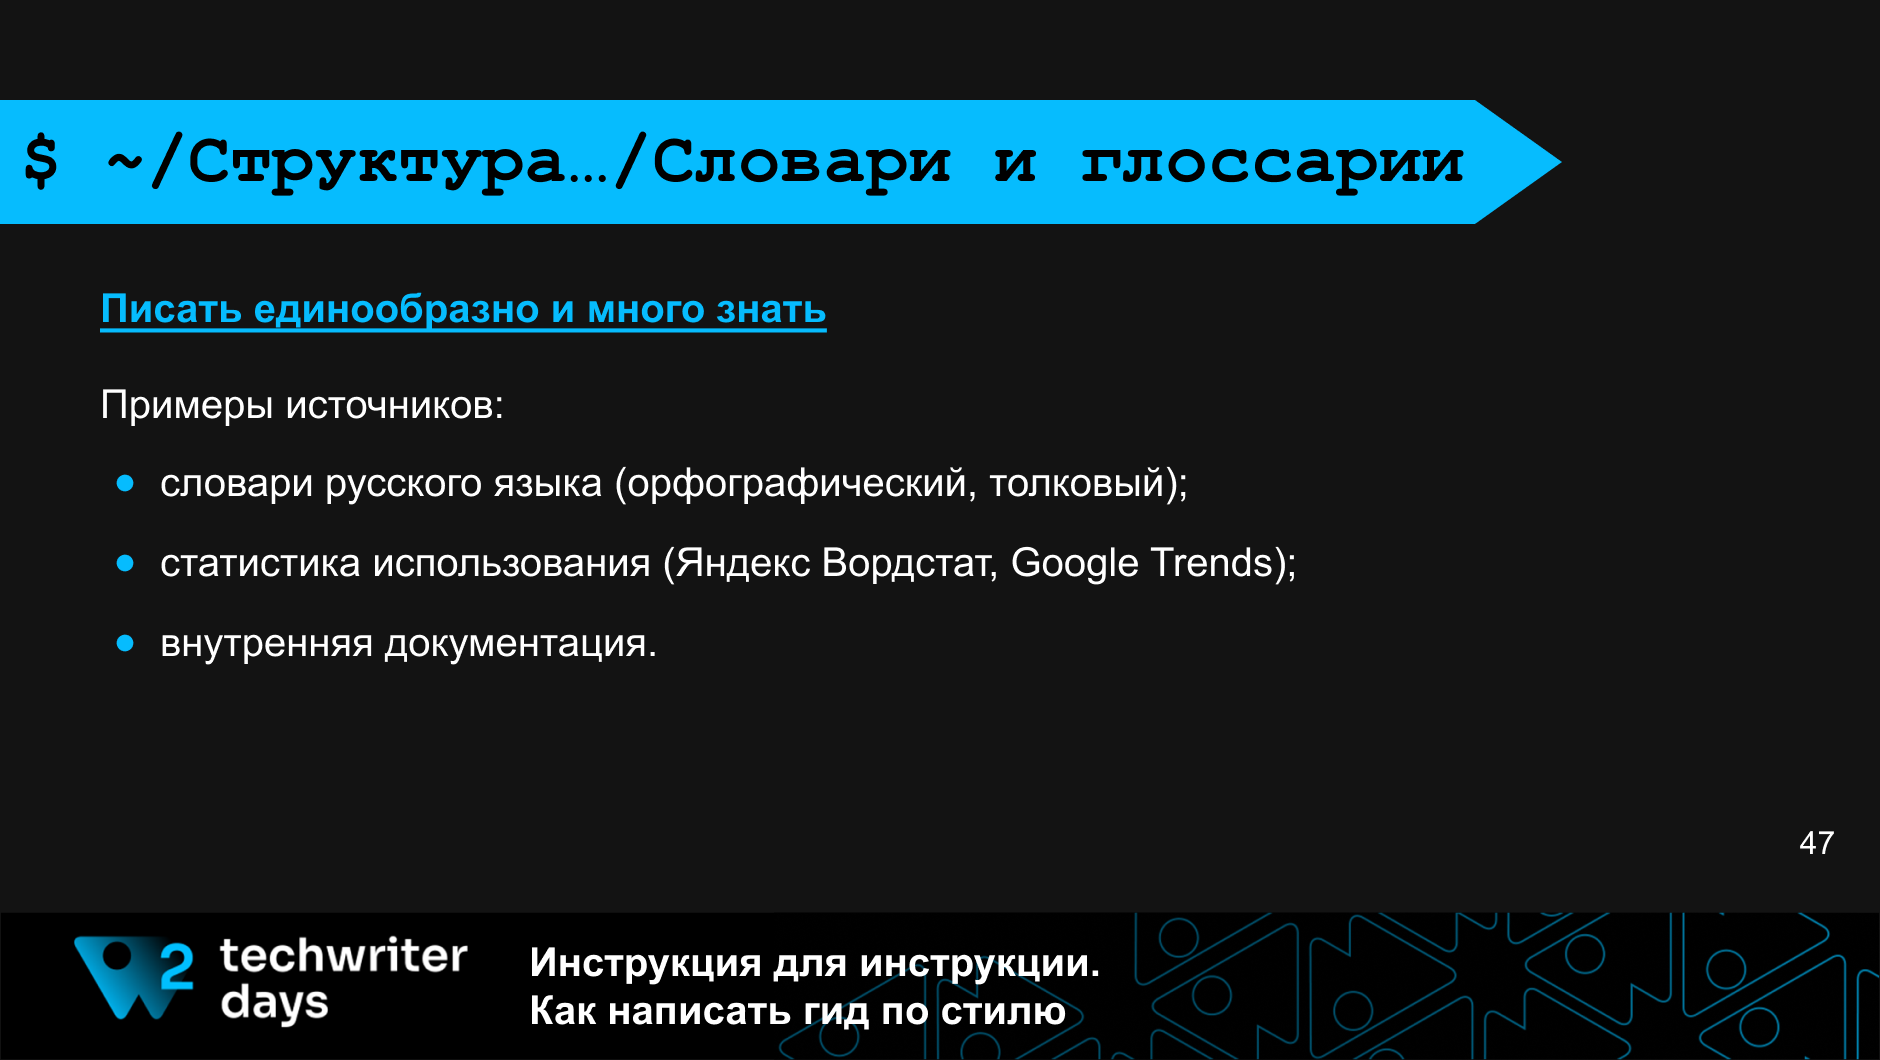 $ ~/Структура…/Словари и глоссарии
Писать единообразно и много знать
Примеры источников:
● словари русского языка (орфографический, толковый);
● статистика использования (Яндекс Вордстат, Google Trends);
● внутренняя документация.
47
2 techwriter
days
Инструкция для инструкции.
Как написать гид по стилю